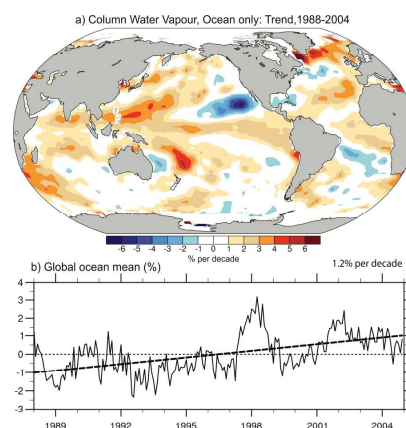 a) Column Water Vapour, Ocean only: Trend,1988-2004
-6 -5 -4 -3 -2 -1 0 1 2 3 4 5 6
% per decade
b) Global ocean mean (%)
1.2% per decade
4
3
2
1
0
-1
-2
-3
1989 1992 1995 1998 2001 2004